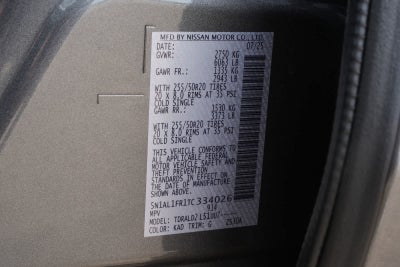 MFD BY NISSAN MOTOR CO., LTD.
DATE: 07/25
GVWR: 2750 KG
6063 LB
GAWR FR.: 1335 KG
2943 LB
WITH 255/50R20 TIRES
20 X 8.0 RIMS AT 35 PSI
COLD SINGLE
GAWR RR.: 1530 KG
3373 LB
WITH 255/50R20 TIRES
20 X 8.0 RIMS AT 35 PSI
COLD SINGLE
THIS VEHICLE CONFORMS
TO ALL APPLICABLE FEDERAL
MOTOR VEHICLE SAFETY AND
THEFT PREVENTION
STANDARDS IN EFFECT ON
THE DATE OF MANUFACTURE
SHOWN ABOVE.
5N1AL1FR1TC334026
MPV 914
MODEL:
COLOR: KAD TRIM: G